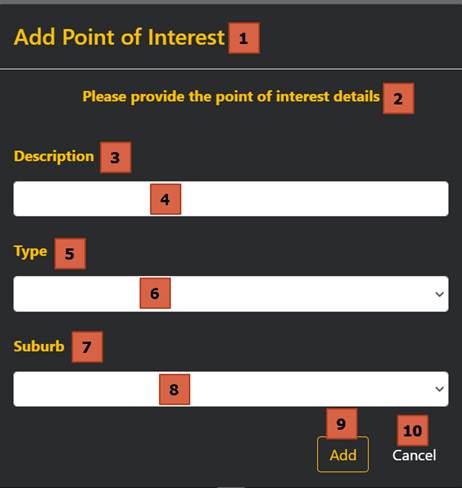 Add Point of Interest 1
Please provide the point of interest details 2
Description 3
4
Type 5
6
Suburb 7
8
9 10
Add Cancel